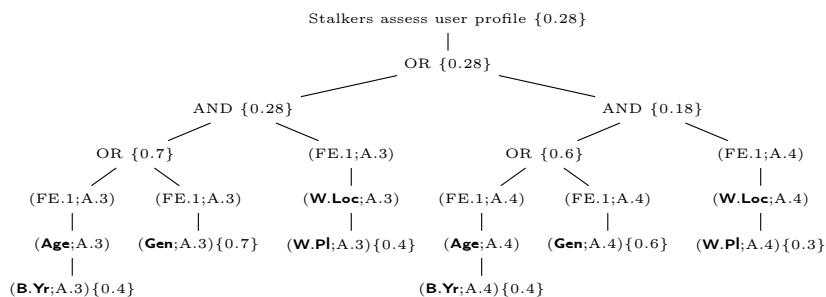 Stalkers assess user profile {0.28}
OR {0.28}
AND {0.28} AND {0.18}
OR {0.7} (FE.1;A.3) OR {0.6} (FE.1;A.4)
(FE.1;A.3) (FE.1;A.3) (W.Loc;A.3) (FE.1;A.4) (FE.1;A.4) (W.Loc;A.4)
(Age;A.3) (Gen;A.3){0.7} (W.Pl;A.3){0.4} (Age;A.4) (Gen;A.4){0.6} (W.Pl;A.4){0.3}
(B.Yr;A.3){0.4} (B.Yr;A.4){0.4}